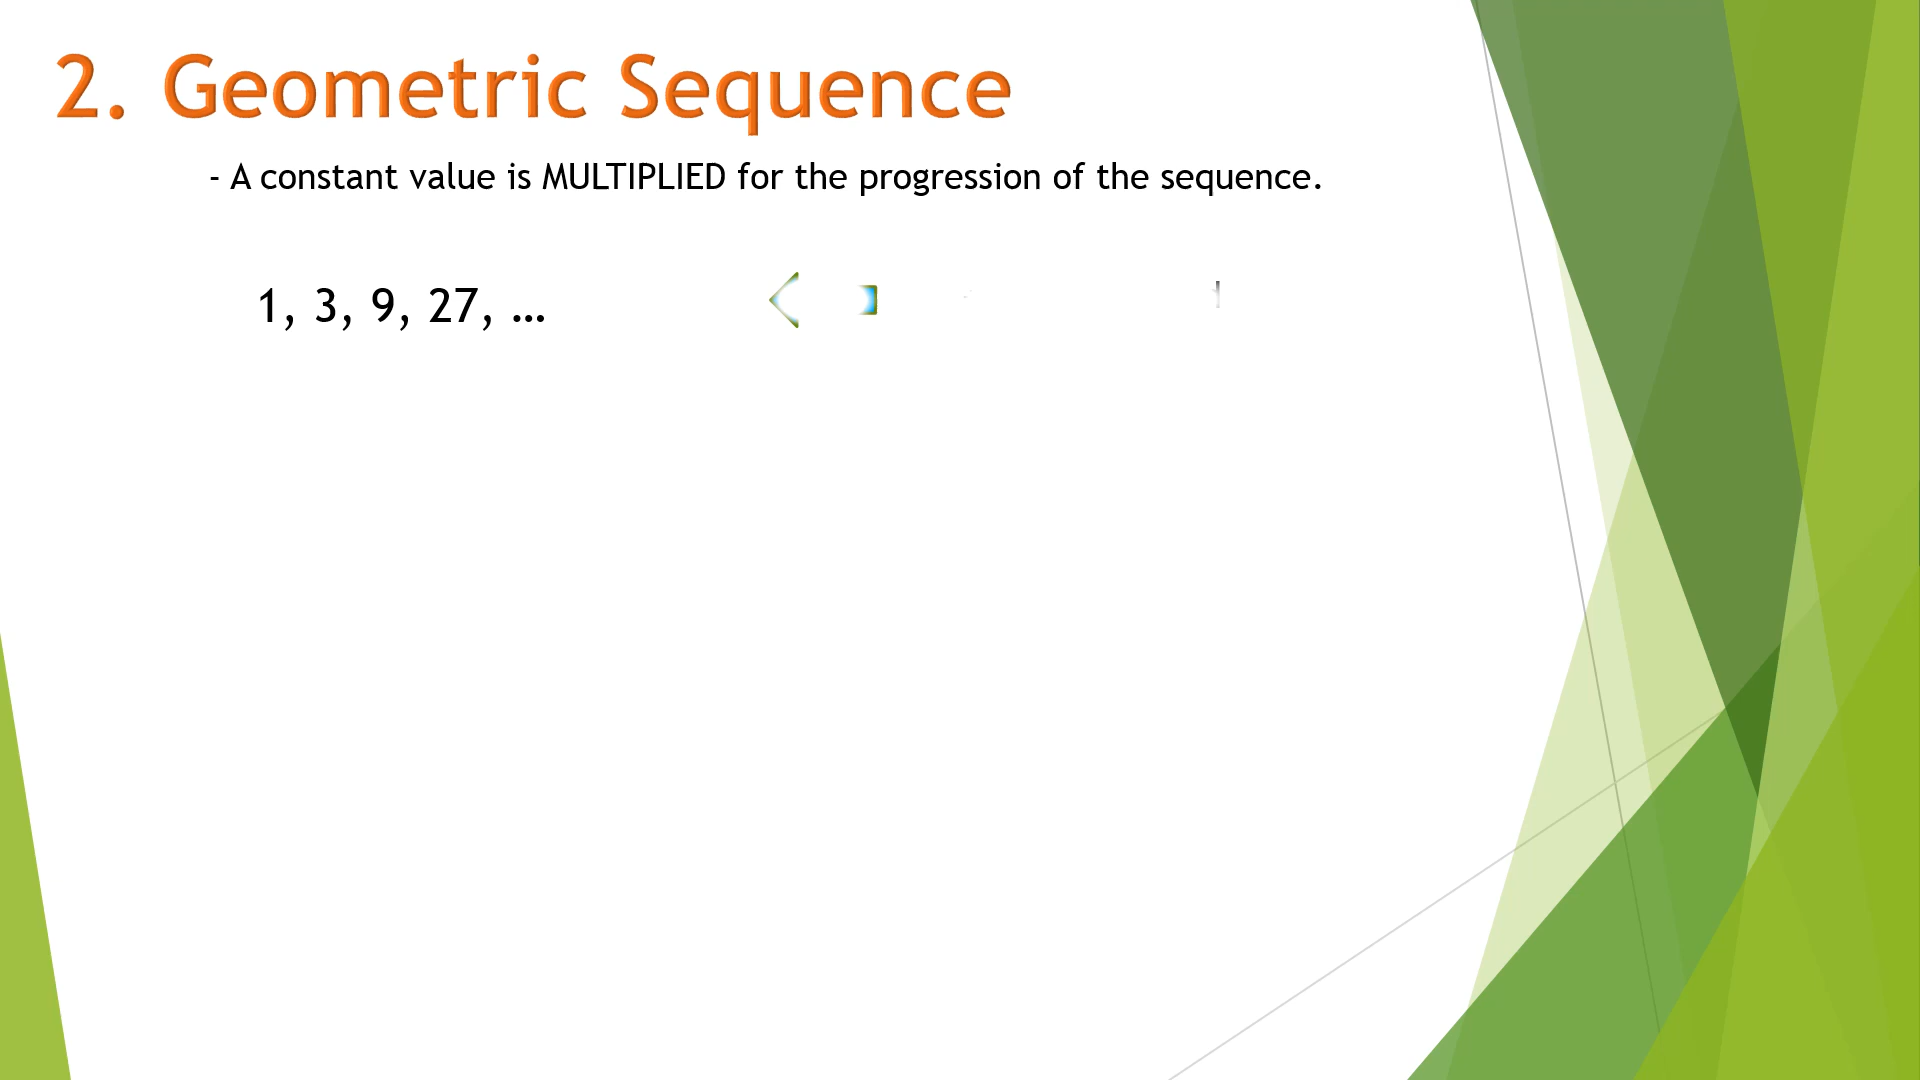 2. Geometric Sequence
- A constant value is MULTIPLIED for the progression of the sequence.
1, 3, 9, 27, …